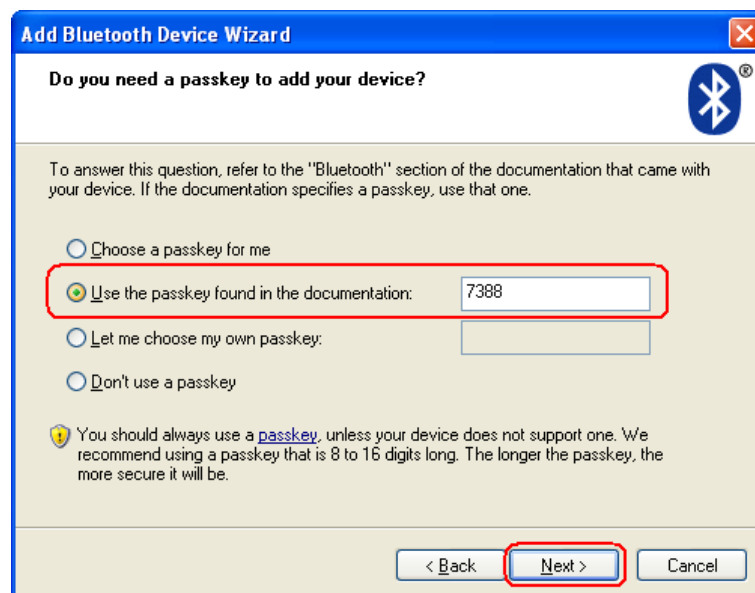 Add Bluetooth Device Wizard
Do you need a passkey to add your device?
®
To answer this question, refer to the "Bluetooth" section of the documentation that came with
your device. If the documentation specifies a passkey, use that one.
Choose a passkey for me
Use the passkey found in the documentation: 7388
Let me choose my own passkey:
Don't use a passkey
You should always use a passkey, unless your device does not support one. We
recommend using a passkey that is 8 to 16 digits long. The longer the passkey, the
more secure it will be.
< Back Next > Cancel